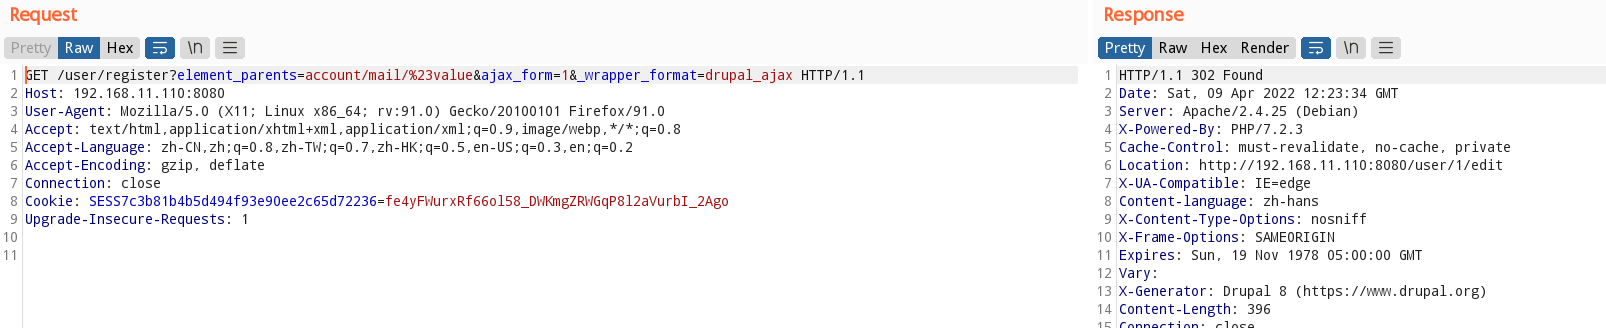 Request
Pretty Raw Hex \n
1 GET /user/register?element_parents=account/mail/%23value&ajax_form=1&_wrapper_format=drupal_ajax HTTP/1.1
2 Host: 192.168.11.110:8080
3 User-Agent: Mozilla/5.0 (X11; Linux x86_64; rv:91.0) Gecko/20100101 Firefox/91.0
4 Accept: text/html,application/xhtml+xml,application/xml;q=0.9,image/webp,*/*;q=0.8
5 Accept-Language: zh-CN,zh;q=0.8,zh-TW;q=0.7,zh-HK;q=0.5,en-US;q=0.3,en;q=0.2
6 Accept-Encoding: gzip, deflate
7 Connection: close
8 Cookie: SESS7c3b81b4b5d494f93e90ee2c65d72236=fe4yFWurxRf66ol58_DWKmgZRWGqP8l2aVurbI_2Ago
9 Upgrade-Insecure-Requests: 1
10
11
Response
Pretty Raw Hex Render \n
1 HTTP/1.1 302 Found
2 Date: Sat, 09 Apr 2022 12:23:34 GMT
3 Server: Apache/2.4.25 (Debian)
4 X-Powered-By: PHP/7.2.3
5 Cache-Control: must-revalidate, no-cache, private
6 Location: http://192.168.11.110:8080/user/1/edit
7 X-UA-Compatible: IE=edge
8 Content-language: zh-hans
9 X-Content-Type-Options: nosniff
10 X-Frame-Options: SAMEORIGIN
11 Expires: Sun, 19 Nov 1978 05:00:00 GMT
12 Vary:
13 X-Generator: Drupal 8 (https://www.drupal.org)
14 Content-Length: 396
15 Connection: close